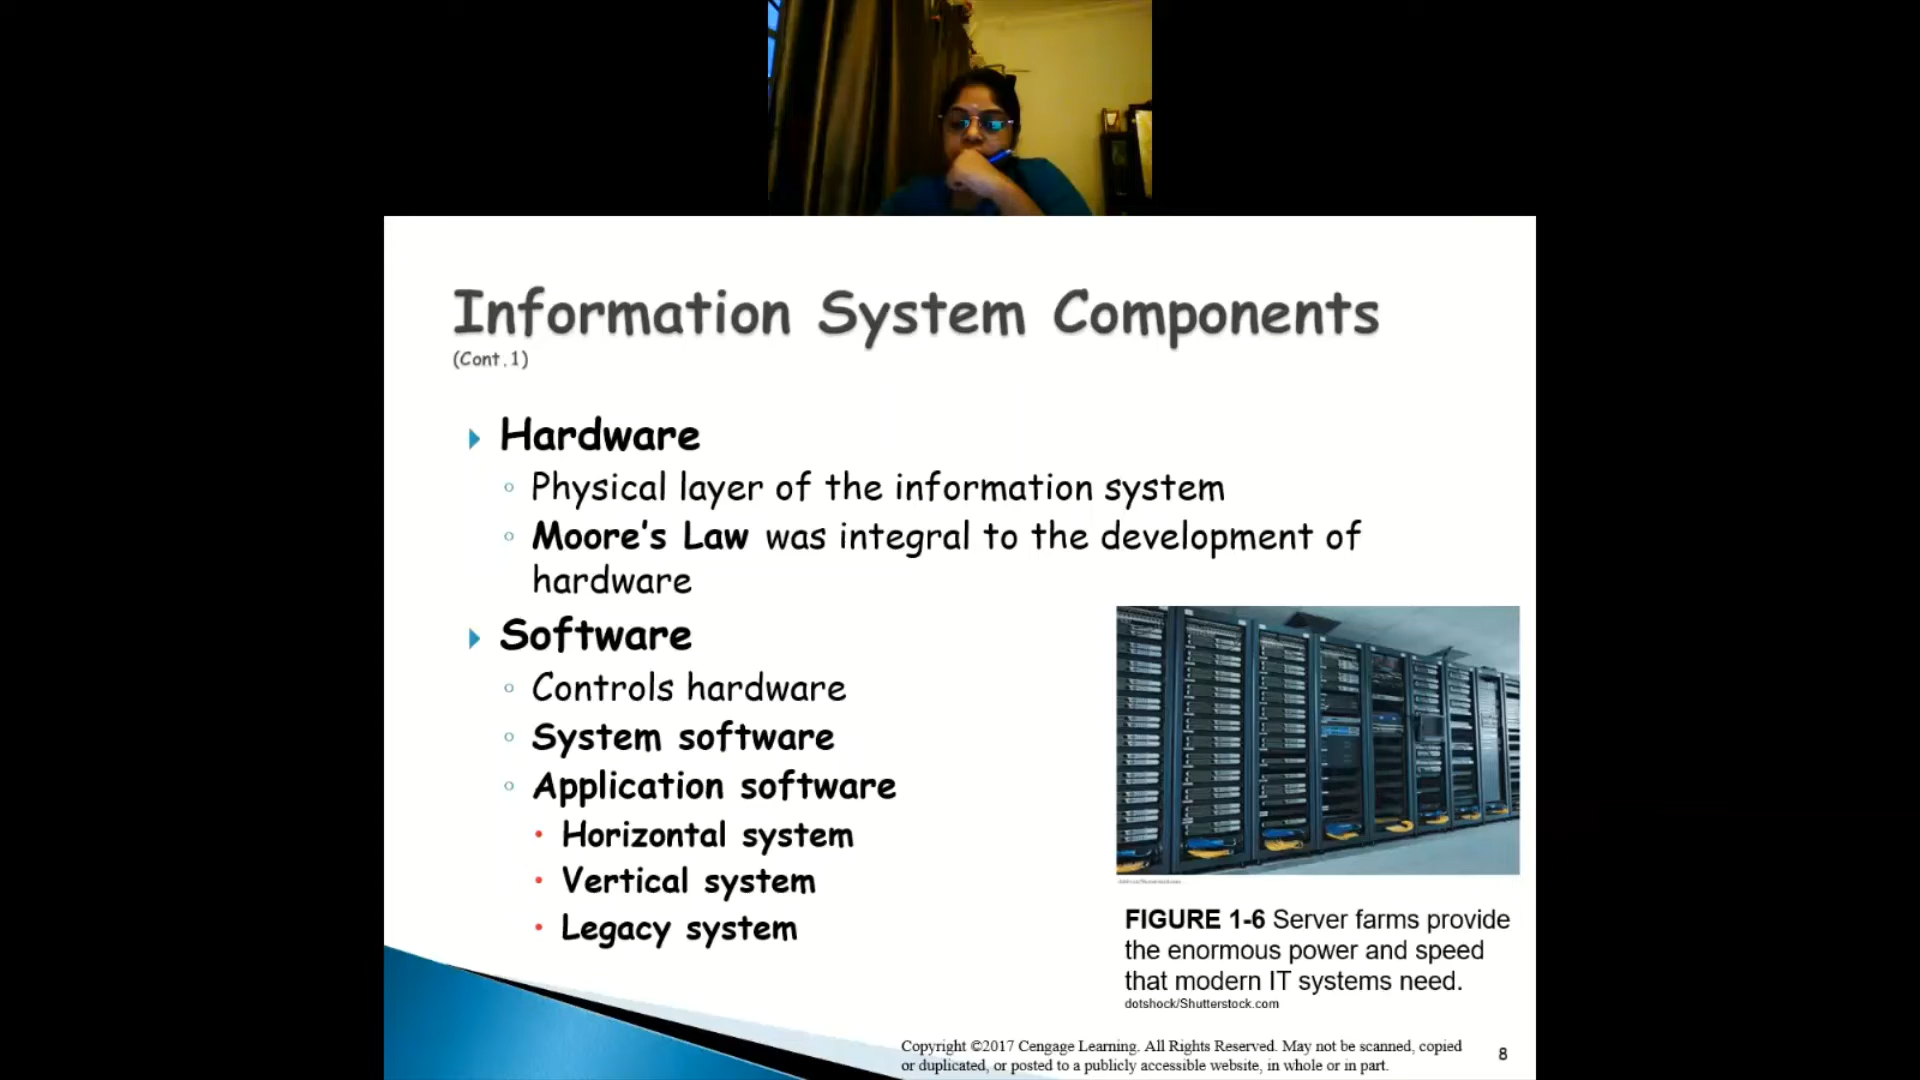 Information System Components
(Cont.1)
Hardware
Physical layer of the information system
Moore's Law was integral to the development of
hardware
Software
Controls hardware
System software
Application software
Horizontal system
Vertical system
Legacy system
FIGURE 1-6 Server farms provide
the enormous power and speed
that modern IT systems need.
dotshock/Shutterstock.com
Copyright ©2017 Cengage Learning. All Rights Reserved. May not be scanned, copied
or duplicated, or posted to a publicly accessible website, in whole or in part.
8